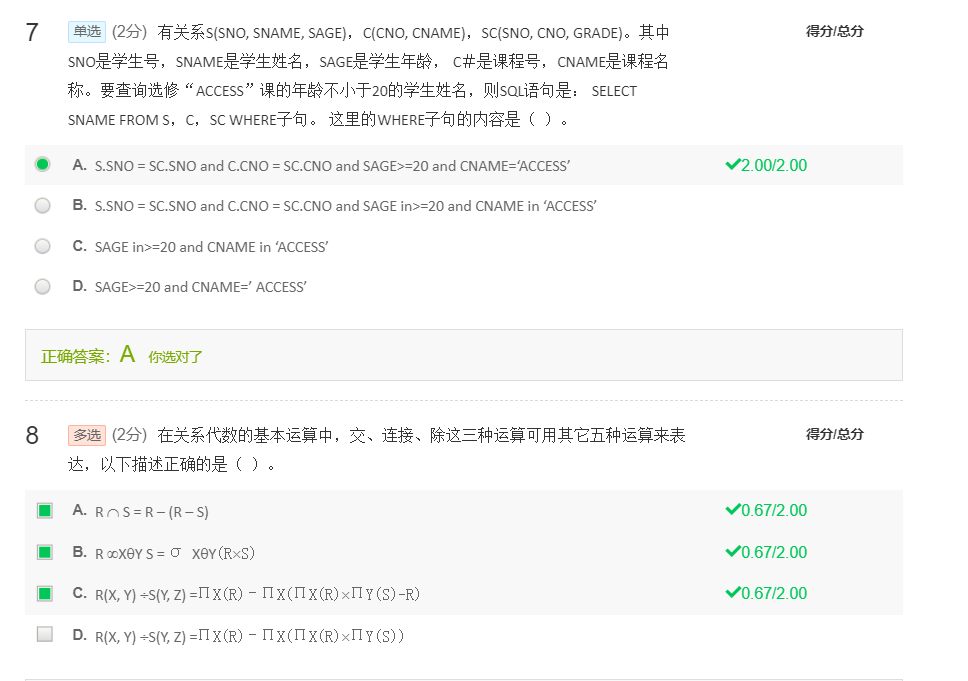 7 单选 (2分) 有关系S(SNO, SNAME, SAGE)，C(CNO, CNAME)，SC(SNO, CNO, GRADE)。其中 得分/总分
SNO是学生号，SNAME是学生姓名，SAGE是学生年龄， C＃是课程号，CNAME是课程名
称。要查询选修“ACCESS”课的年龄不小于20的学生姓名，则SQL语句是： SELECT
SNAME FROM S，C，SC WHERE子句。 这里的WHERE子句的内容是（ ）。
A. S.SNO = SC.SNO and C.CNO = SC.CNO and SAGE>=20 and CNAME=‘ACCESS’ 2.00/2.00
B. S.SNO = SC.SNO and C.CNO = SC.CNO and SAGE in>=20 and CNAME in ‘ACCESS’
C. SAGE in>=20 and CNAME in ‘ACCESS’
D. SAGE>=20 and CNAME=’ ACCESS’
正确答案：A 你选对了
8 多选 (2分) 在关系代数的基本运算中，交、连接、除这三种运算可用其它五种运算来表 得分/总分
达，以下描述正确的是（ ）。
A. R∩S = R – (R – S) 0.67/2.00
B. R ∞XθY S = σ XθY(R×S) 0.67/2.00
C. R(X, Y) ÷S(Y, Z) =∏X(R)－∏X(∏X(R)×∏Y(S)-R) 0.67/2.00
D. R(X, Y) ÷S(Y, Z) =∏X(R)－∏X(∏X(R)×∏Y(S))